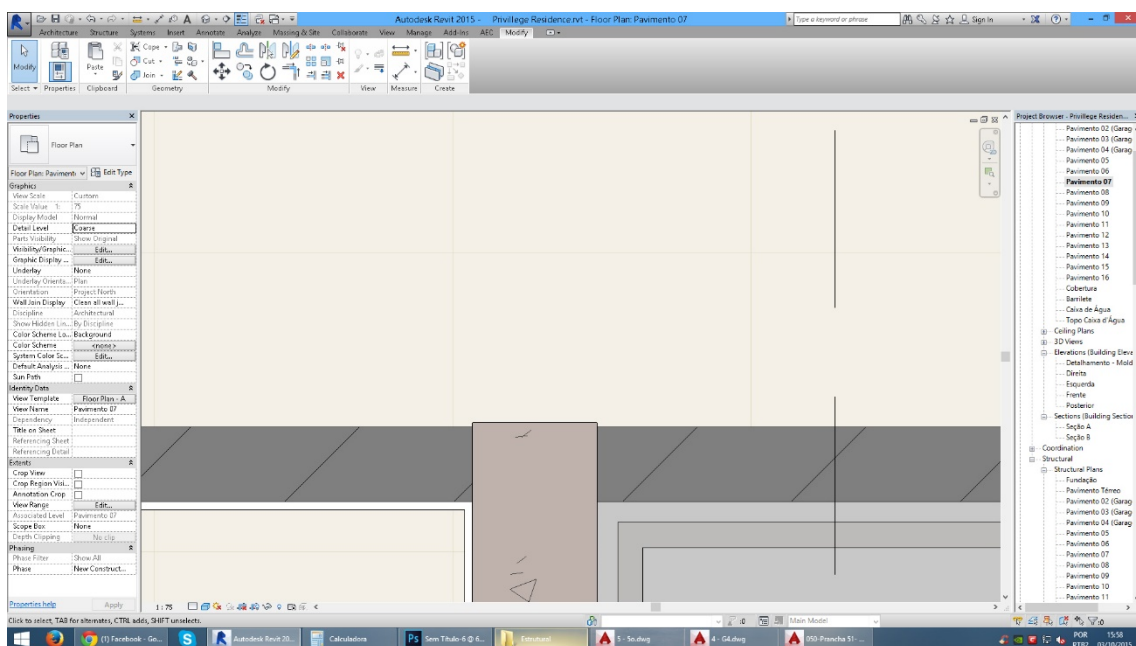 Autodesk Revit 2015 - Privillege Residence.rvt - Floor Plan: Pavimento 07
Type a keyword or phrase
Sign In
Architecture Structure Systems Insert Annotate Analyze Massing & Site Collaborate View Manage Add-Ins AEC Modify
Modify
Paste
Cope
Cut
Join
Select Properties Clipboard Geometry Modify View Measure Create
Properties
Floor Plan
Floor Plan: Paviment Edit Type
Graphics
View Scale Custom
Scale Value 1: 75
Display Model Normal
Detail Level Coarse
Parts Visibility Show Original
Visibility/Graphic... Edit...
Graphic Display ... Edit...
Underlay None
Underlay Orienta... Plan
Orientation Project North
Wall Join Display Clean all wall j...
Discipline Architectural
Show Hidden Lin... By Discipline
Color Scheme Lo... Background
Color Scheme <none>
System Color Sc... Edit...
Default Analysis ... None
Sun Path
Identity Data
View Template Floor Plan - A
View Name Pavimento 07
Dependency Independent
Title on Sheet
Referencing Sheet
Referencing Detail
Extents
Crop View
Crop Region Visi...
Annotation Crop
View Range Edit...
Associated Level Pavimento 07
Scope Box None
Depth Clipping No clip
Phasing
Phase Filter Show All
Phase New Construct...
Properties help Apply
1 : 75
Project Browser - Privillege Residen...
Pavimento 02 (Garag
Pavimento 03 (Garag
Pavimento 04 (Garag
Pavimento 05
Pavimento 06
Pavimento 07
Pavimento 08
Pavimento 09
Pavimento 10
Pavimento 11
Pavimento 12
Pavimento 13
Pavimento 14
Pavimento 15
Pavimento 16
Cobertura
Barrilete
Caixa de Água
Topo Caixa d'Água
Ceiling Plans
3D Views
Elevations (Building Eleva
Detalhamento - Mold
Direita
Esquerda
Frente
Posterior
Sections (Building Section
Seção A
Seção B
Coordination
Structural
Structural Plans
Fundação
Pavimento Térreo
Pavimento 02 (Garag
Pavimento 03 (Garag
Pavimento 04 (Garag
Pavimento 05
Pavimento 06
Pavimento 07
Pavimento 08
Pavimento 09
Pavimento 10
Pavimento 11
Click to select, TAB for alternates, CTRL adds, SHIFT unselects.
:0
Main Model
:0
(1) Facebook - Go...
Autodesk Revit 20...
Calculadora
Sem Título-6 @ 6...
Estrutural
5 - So.dwg
4 - G4.dwg
050-Prancha 51-...
POR
PTB2
15:58
03/10/2015